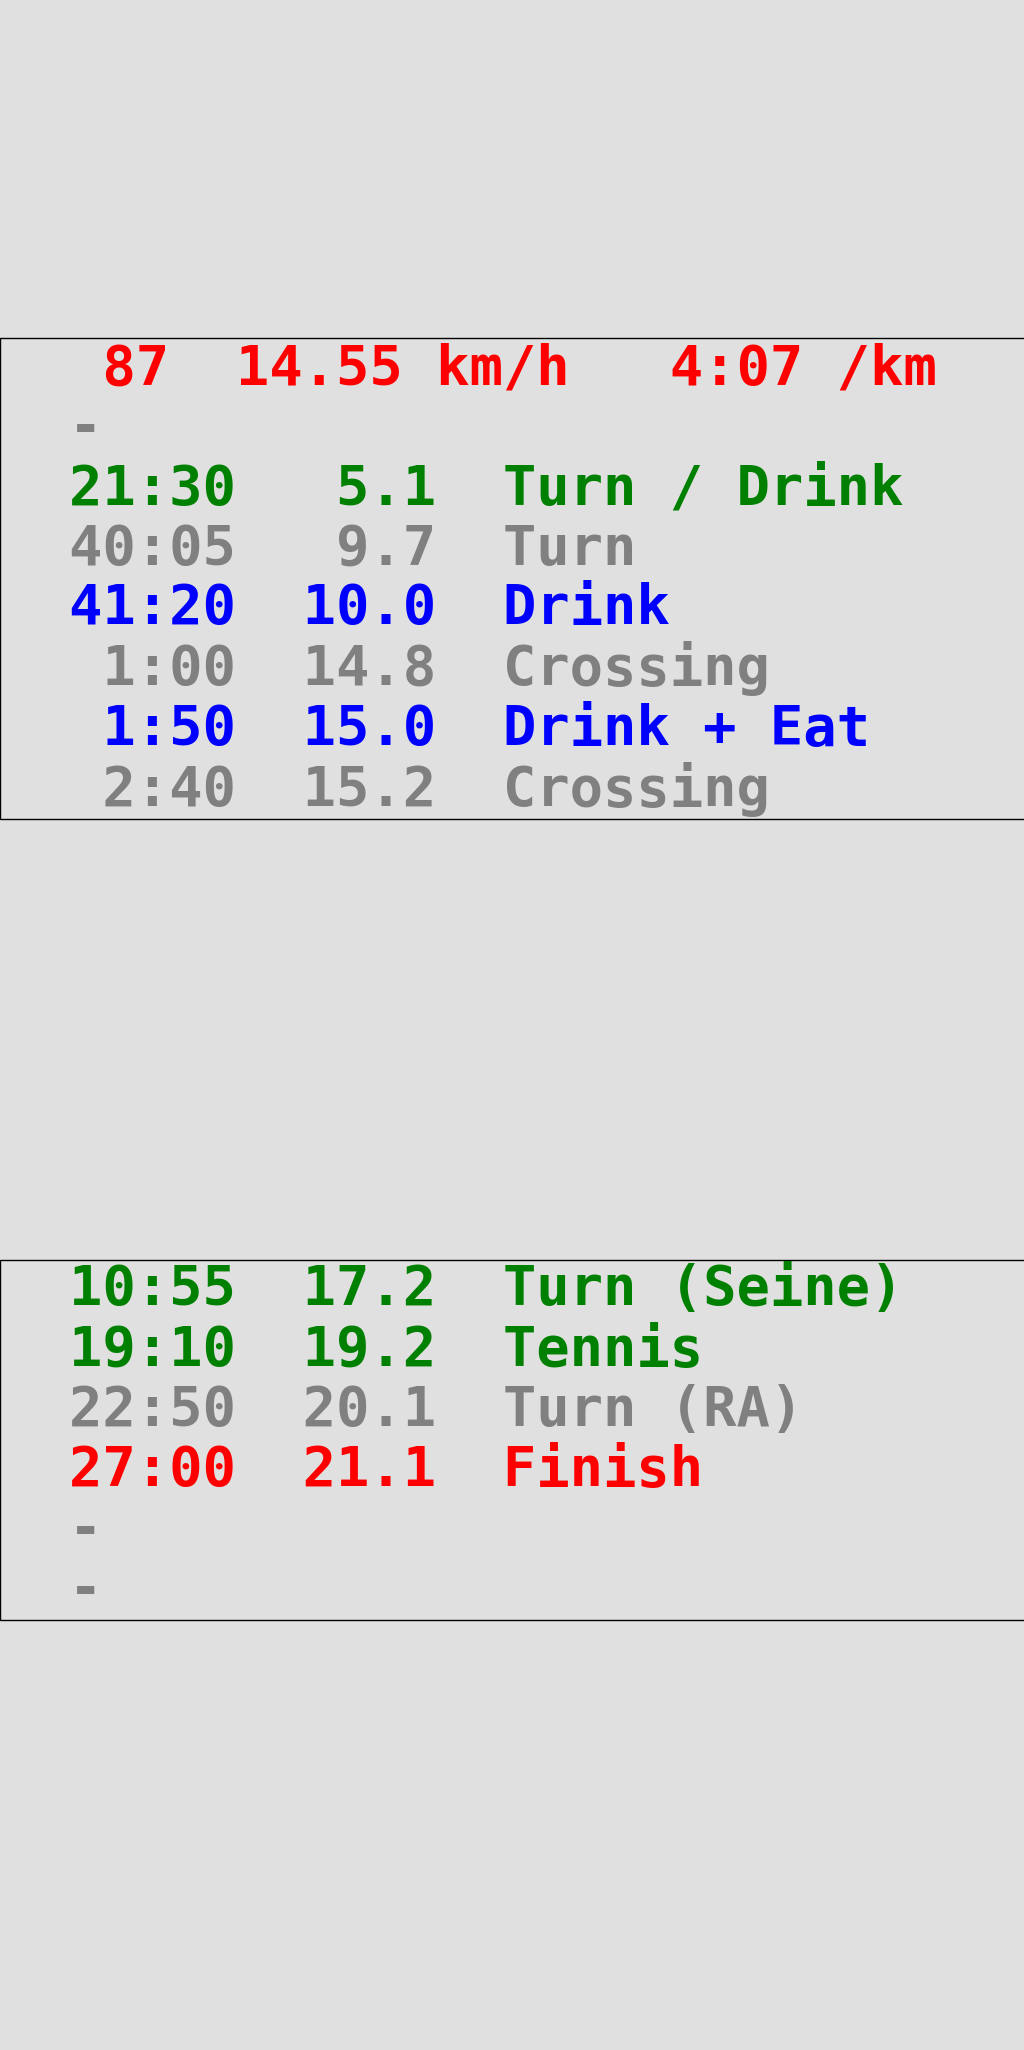 87 14.55 km/h 4:07 /km
-
21:30 5.1 Turn / Drink
40:05 9.7 Turn
41:20 10.0 Drink
1:00 14.8 Crossing
1:50 15.0 Drink + Eat
2:40 15.2 Crossing
10:55 17.2 Turn (Seine)
19:10 19.2 Tennis
22:50 20.1 Turn (RA)
27:00 21.1 Finish
-
-